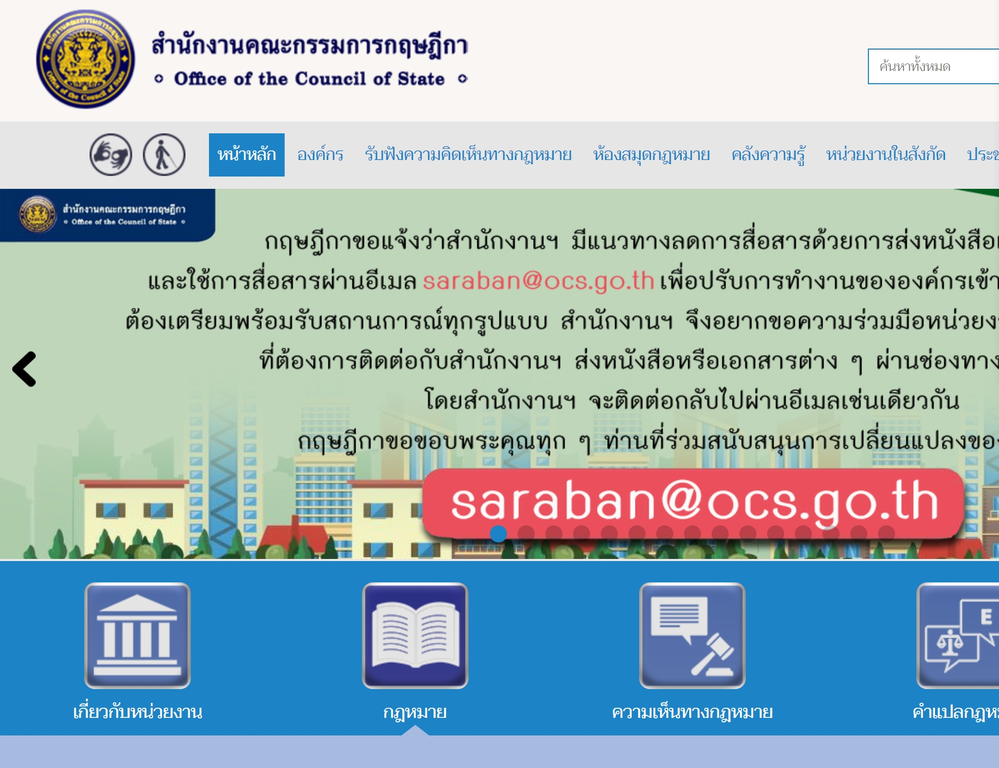 สำนักงานคณะกรรมการกฤษฎีกา
Office of the Council of State
ค้นหาทั้งหมด
หน้าหลัก องค์กร รับฟังความคิดเห็นทางกฎหมาย ห้องสมุดกฎหมาย คลังความรู้ หน่วยงานในสังกัด
สำนักงานคณะกรรมการกฤษฎีกา
Office of the Council of State
กฤษฎีกาขอแจ้งว่าสำนักงานฯ มีแนวทางลดการสื่อสารด้วยการส่งหนังสือ
และใช้การสื่อสารผ่านอีเมล saraban@ocs.go.th เพื่อปรับการทำงานขององค์กรเข้า
ต้องเตรียมพร้อมรับสถานการณ์ทุกรูปแบบ สำนักงานฯ จึงอยากขอความร่วมมือหน่วยง
ที่ต้องการติดต่อกับสำนักงานฯ ส่งหนังสือหรือเอกสารต่าง ๆ ผ่านช่องทาง
โดยสำนักงานฯ จะติดต่อกลับไปผ่านอีเมลเช่นเดียวกัน
กฤษฎีกาขอขอบพระคุณทุก ๆ ท่านที่ร่วมสนับสนุนการเปลี่ยนแปลงของ
saraban@ocs.go.th
E
เกี่ยวกับหน่วยงาน กฎหมาย ความเห็นทางกฎหมาย คำแปลกฎห